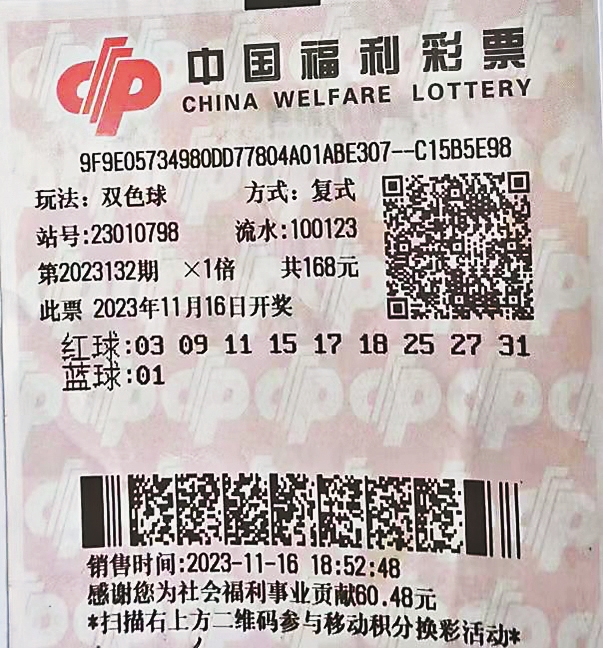 中国福利彩票
CHINA WELFARE LOTTERY
9F9E05734980DD77804A01ABE307--C15B5E98
玩法：双色球 方式：复式
站号:23010798 流水:100123
第2023132期 ×1倍 共168元
此票 2023年11月16日开奖
红球:03 09 11 15 17 18 25 27 31
蓝球:01
销售时间:2023-11-16 18:52:48
感谢您为社会福利事业贡献60.48元
*扫描右上方二维码参与移动积分换彩活动*